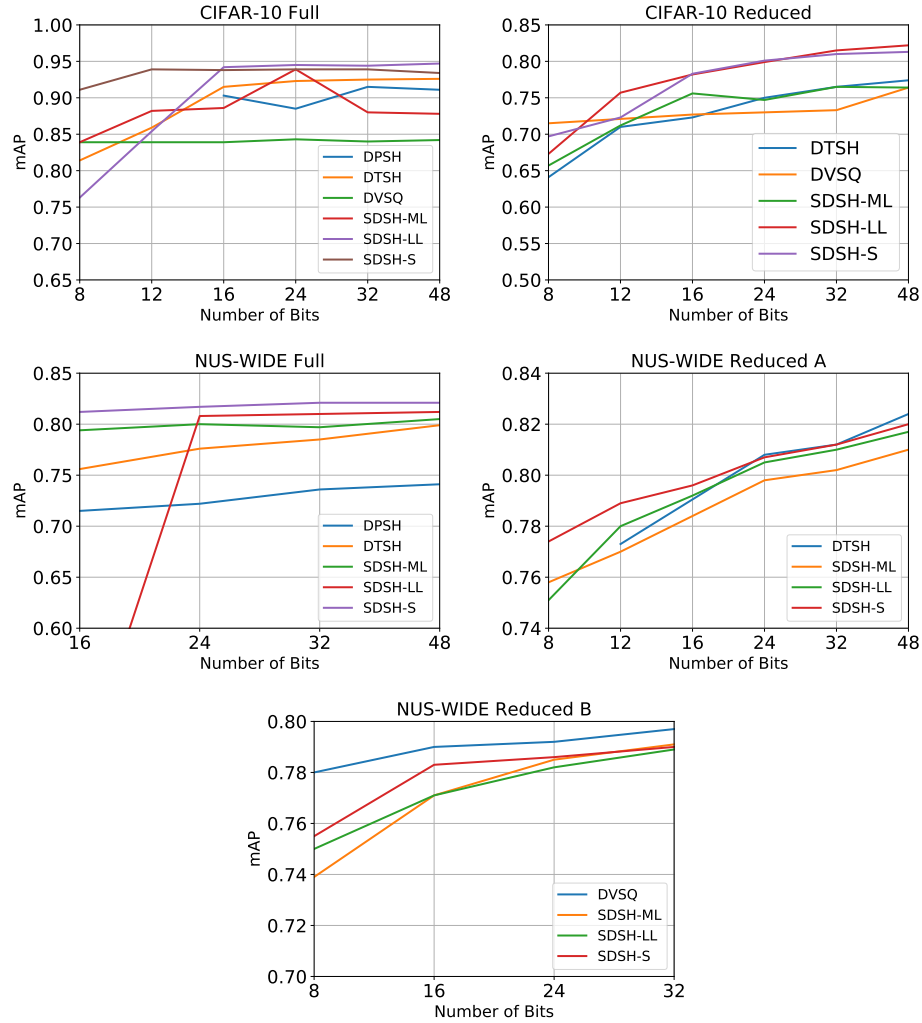 CIFAR-10 Full
1.00
0.95
0.90
0.85
0.80
0.75
0.70
0.65
mAP
8 12 16 24 32 48
Number of Bits
DPSH
DTSH
DVSQ
SDSH-ML
SDSH-LL
SDSH-S
CIFAR-10 Reduced
0.85
0.80
0.75
0.70
0.65
0.60
0.55
0.50
mAP
8 12 16 24 32 48
Number of Bits
DTSH
DVSQ
SDSH-ML
SDSH-LL
SDSH-S
NUS-WIDE Full
0.85
0.80
0.75
0.70
0.65
0.60
mAP
16 24 32 48
Number of Bits
DPSH
DTSH
SDSH-ML
SDSH-LL
SDSH-S
NUS-WIDE Reduced A
0.84
0.82
0.80
0.78
0.76
0.74
mAP
8 12 16 24 32 48
Number of Bits
DTSH
SDSH-ML
SDSH-LL
SDSH-S
NUS-WIDE Reduced B
0.80
0.78
0.76
0.74
0.72
0.70
mAP
8 16 24 32
Number of Bits
DVSQ
SDSH-ML
SDSH-LL
SDSH-S